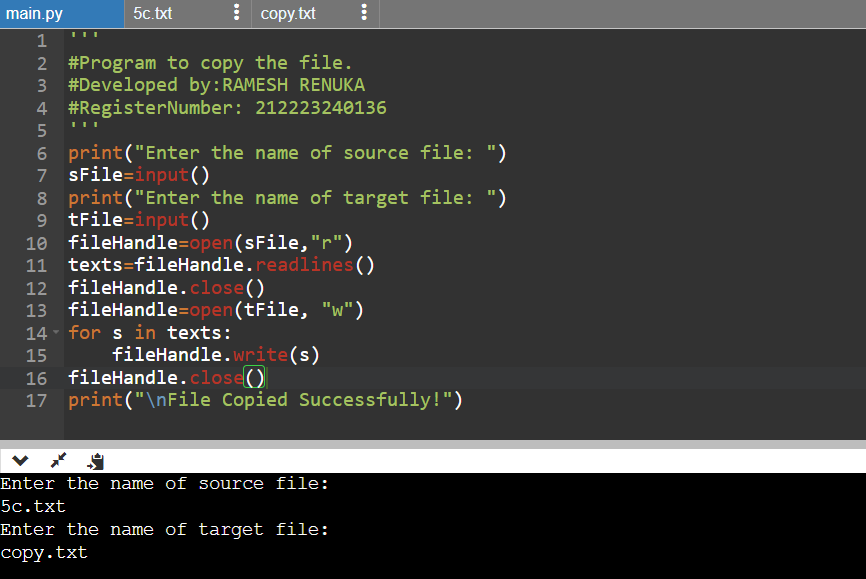 main.py 5c.txt copy.txt
1 '''
2 #Program to copy the file.
3 #Developed by:RAMESH RENUKA
4 #RegisterNumber: 212223240136
5 '''
6 print("Enter the name of source file: ")
7 sFile=input()
8 print("Enter the name of target file: ")
9 tFile=input()
10 fileHandle=open(sFile,"r")
11 texts=fileHandle.readlines()
12 fileHandle.close()
13 fileHandle=open(tFile, "w")
14 for s in texts:
15     fileHandle.write(s)
16 fileHandle.close()
17 print("\nFile Copied Successfully!")
Enter the name of source file:
5c.txt
Enter the name of target file:
copy.txt